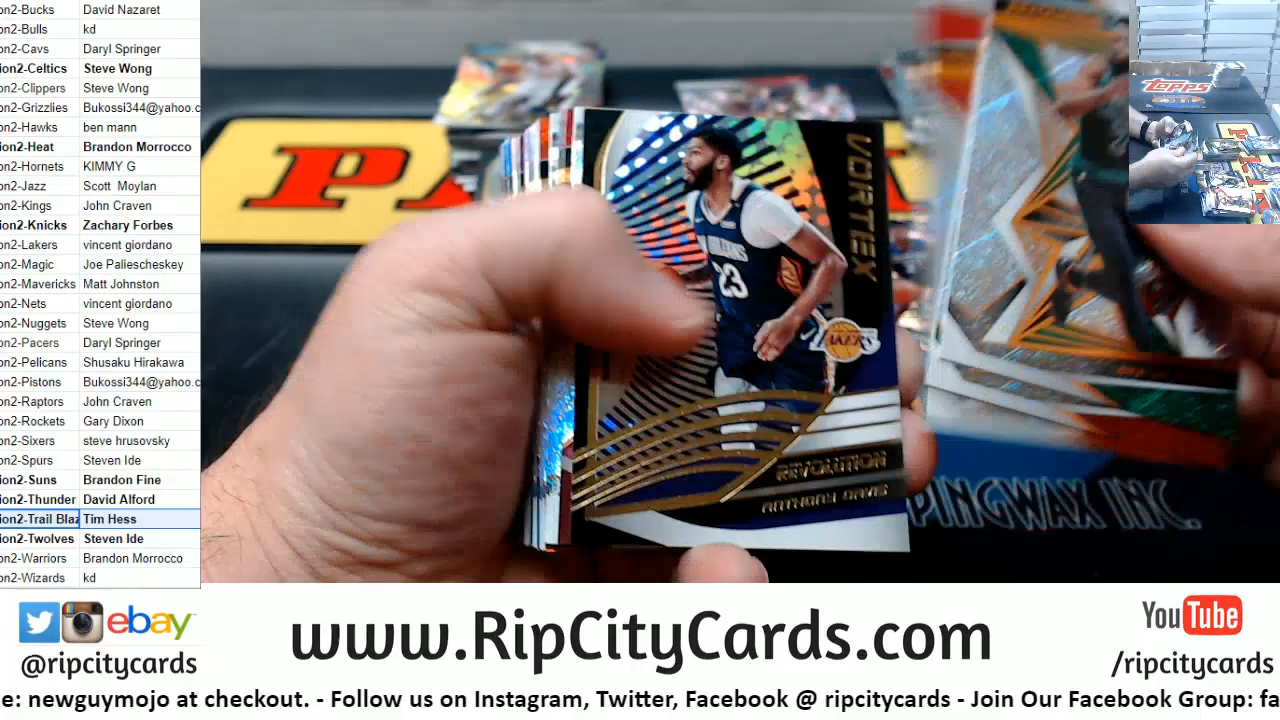 on2-Bucks David Nazaret
on2-Bulls kd
on2-Cavs Daryl Springer
ion2-Celtics Steve Wong
on2-Clippers Steve Wong
on2-Grizzlies Bukossi344@yahoo.c
on2-Hawks ben mann
ion2-Heat Brandon Morrocco
on2-Hornets KIMMY G
on2-Jazz Scott Moylan
on2-Kings John Craven
ion2-Knicks Zachary Forbes
on2-Lakers vincent giordano
on2-Magic Joe Paliescheskey
on2-Mavericks Matt Johnston
on2-Nets vincent giordano
on2-Nuggets Steve Wong
on2-Pacers Daryl Springer
on2-Pelicans Shusaku Hirakawa
on2-Pistons Bukossi344@yahoo.c
on2-Raptors John Craven
on2-Rockets Gary Dixon
on2-Sixers steve hrusovsky
on2-Spurs Steven Ide
ion2-Suns Brandon Fine
ion2-Thunder David Alford
ion2-Trail Blaz Tim Hess
ion2-Twolves Steven Ide
on2-Warriors Brandon Morrocco
on2-Wizards kd
TOPPS
PA
VORTEX
23
LAKERS
REVOLUTION
ANTHONY DAVIS
PINGWAX INC.
ebay
@ripcitycards
www.RipCityCards.com
YouTube
/ripcitycards
e: newguymojo at checkout. - Follow us on Instagram, Twitter, Facebook @ ripcitycards - Join Our Facebook Group: fa